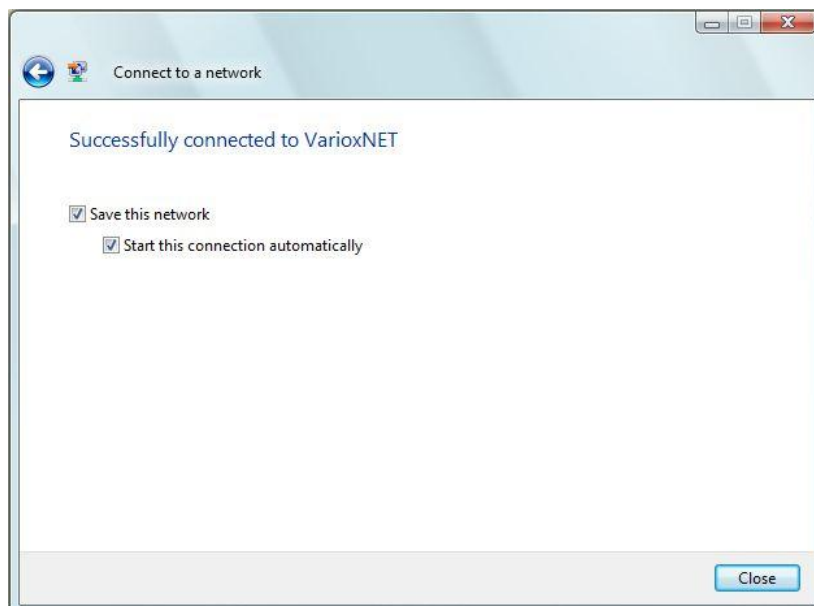 Connect to a network
Successfully connected to VarioxNET
Save this network
Start this connection automatically
Close